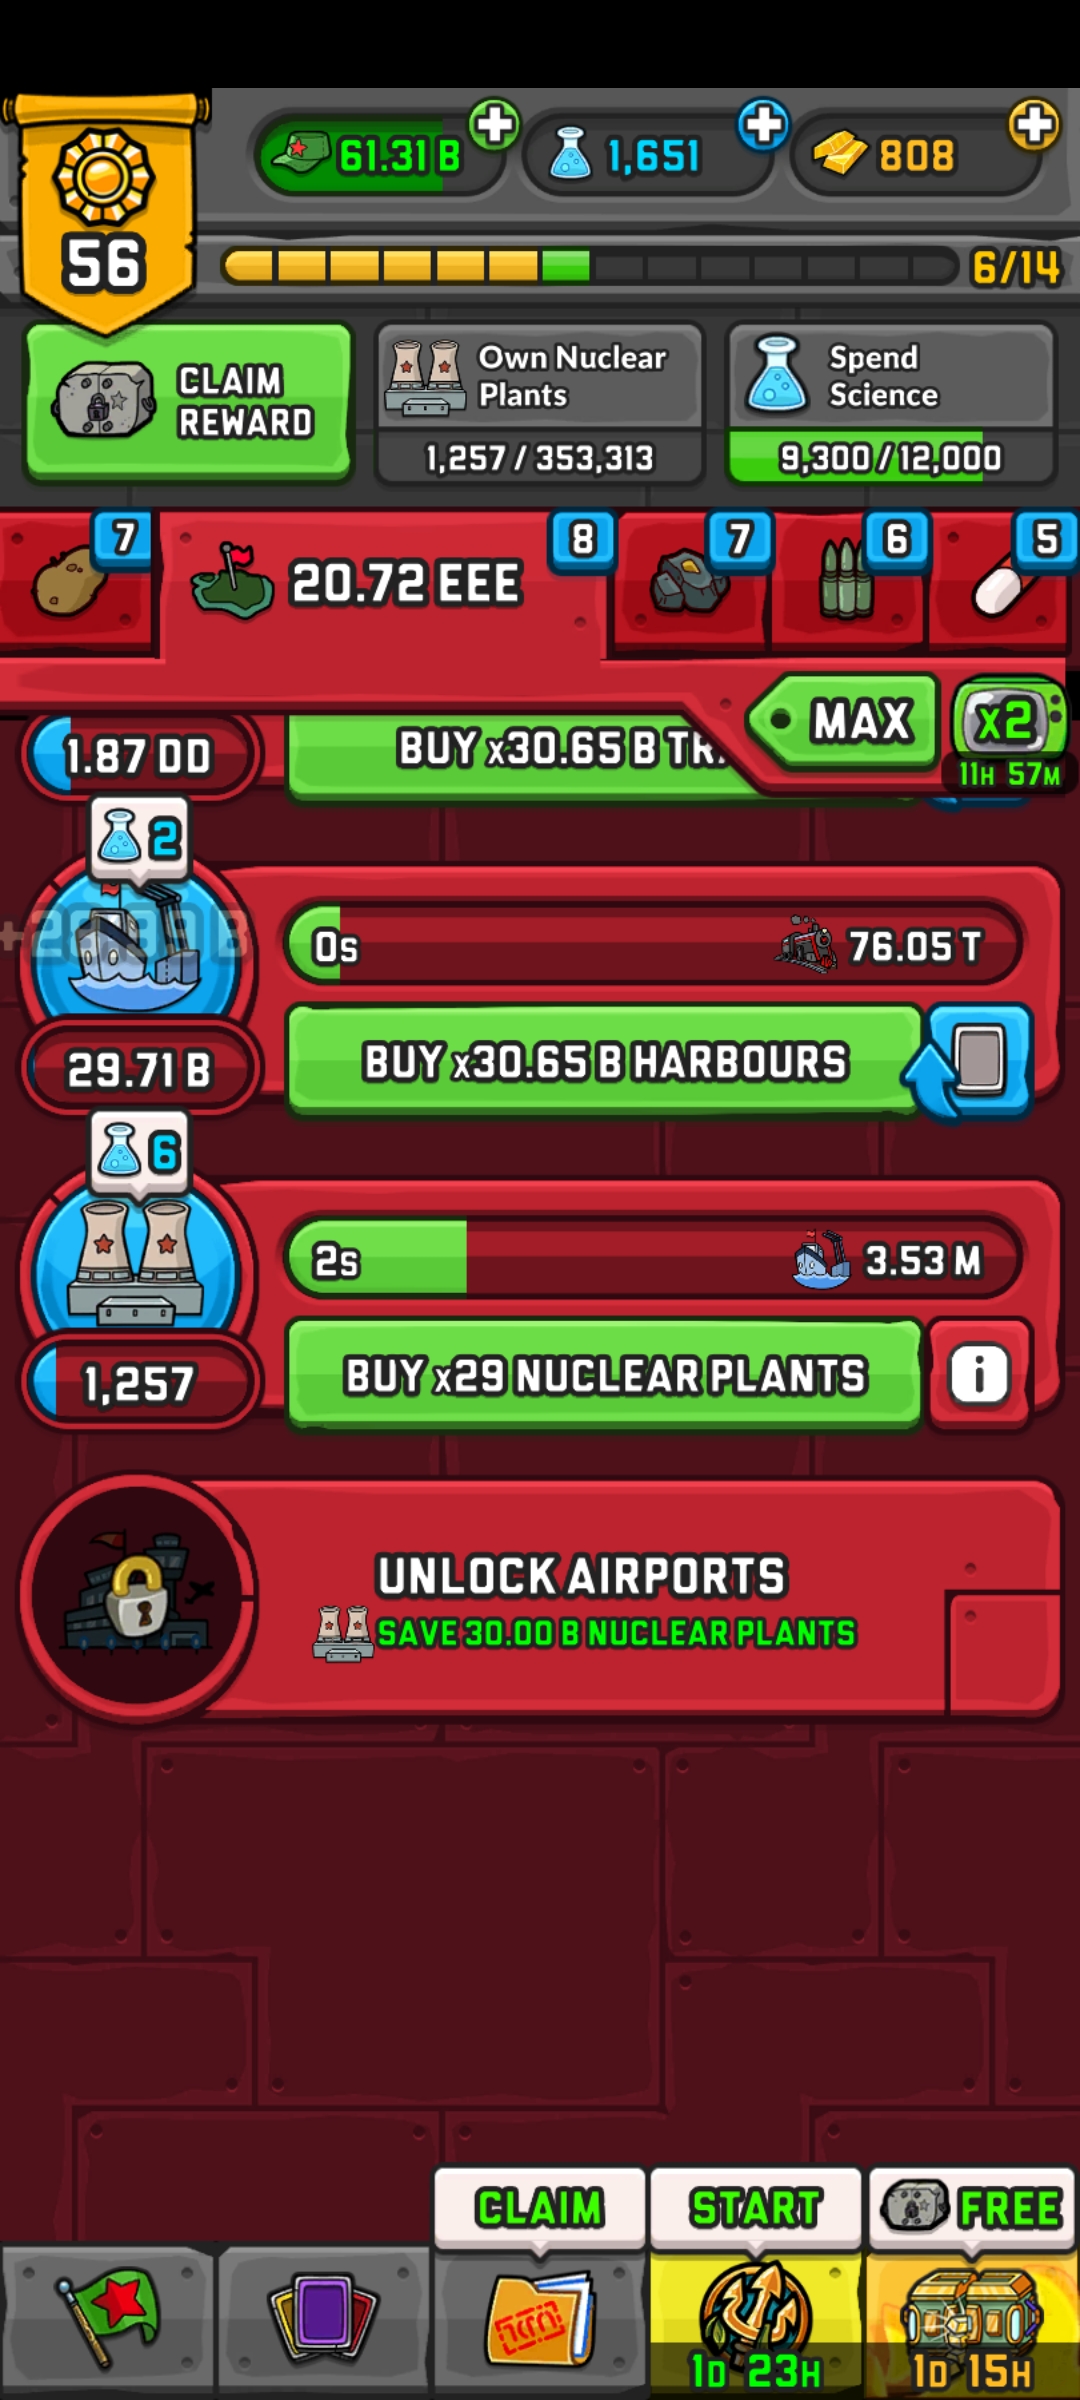 61.31 B
1,651
808
56
6/14
CLAIM
REWARD
Own Nuclear
Plants
1,257 / 353,313
Spend
Science
9,300 / 12,000
7
20.72 EEE
8
7
6
5
MAX
x2
11H 57M
1.87 DD
BUY x30.65 B
2
0s
76.05 T
29.71 B
BUY x30.65 B HARBOURS
6
2s
3.53 M
1,257
BUY x29 NUCLEAR PLANTS
i
UNLOCK AIRPORTS
SAVE 30.00 B NUCLEAR PLANTS
CLAIM
START
FREE
1D 23H
1D 15H